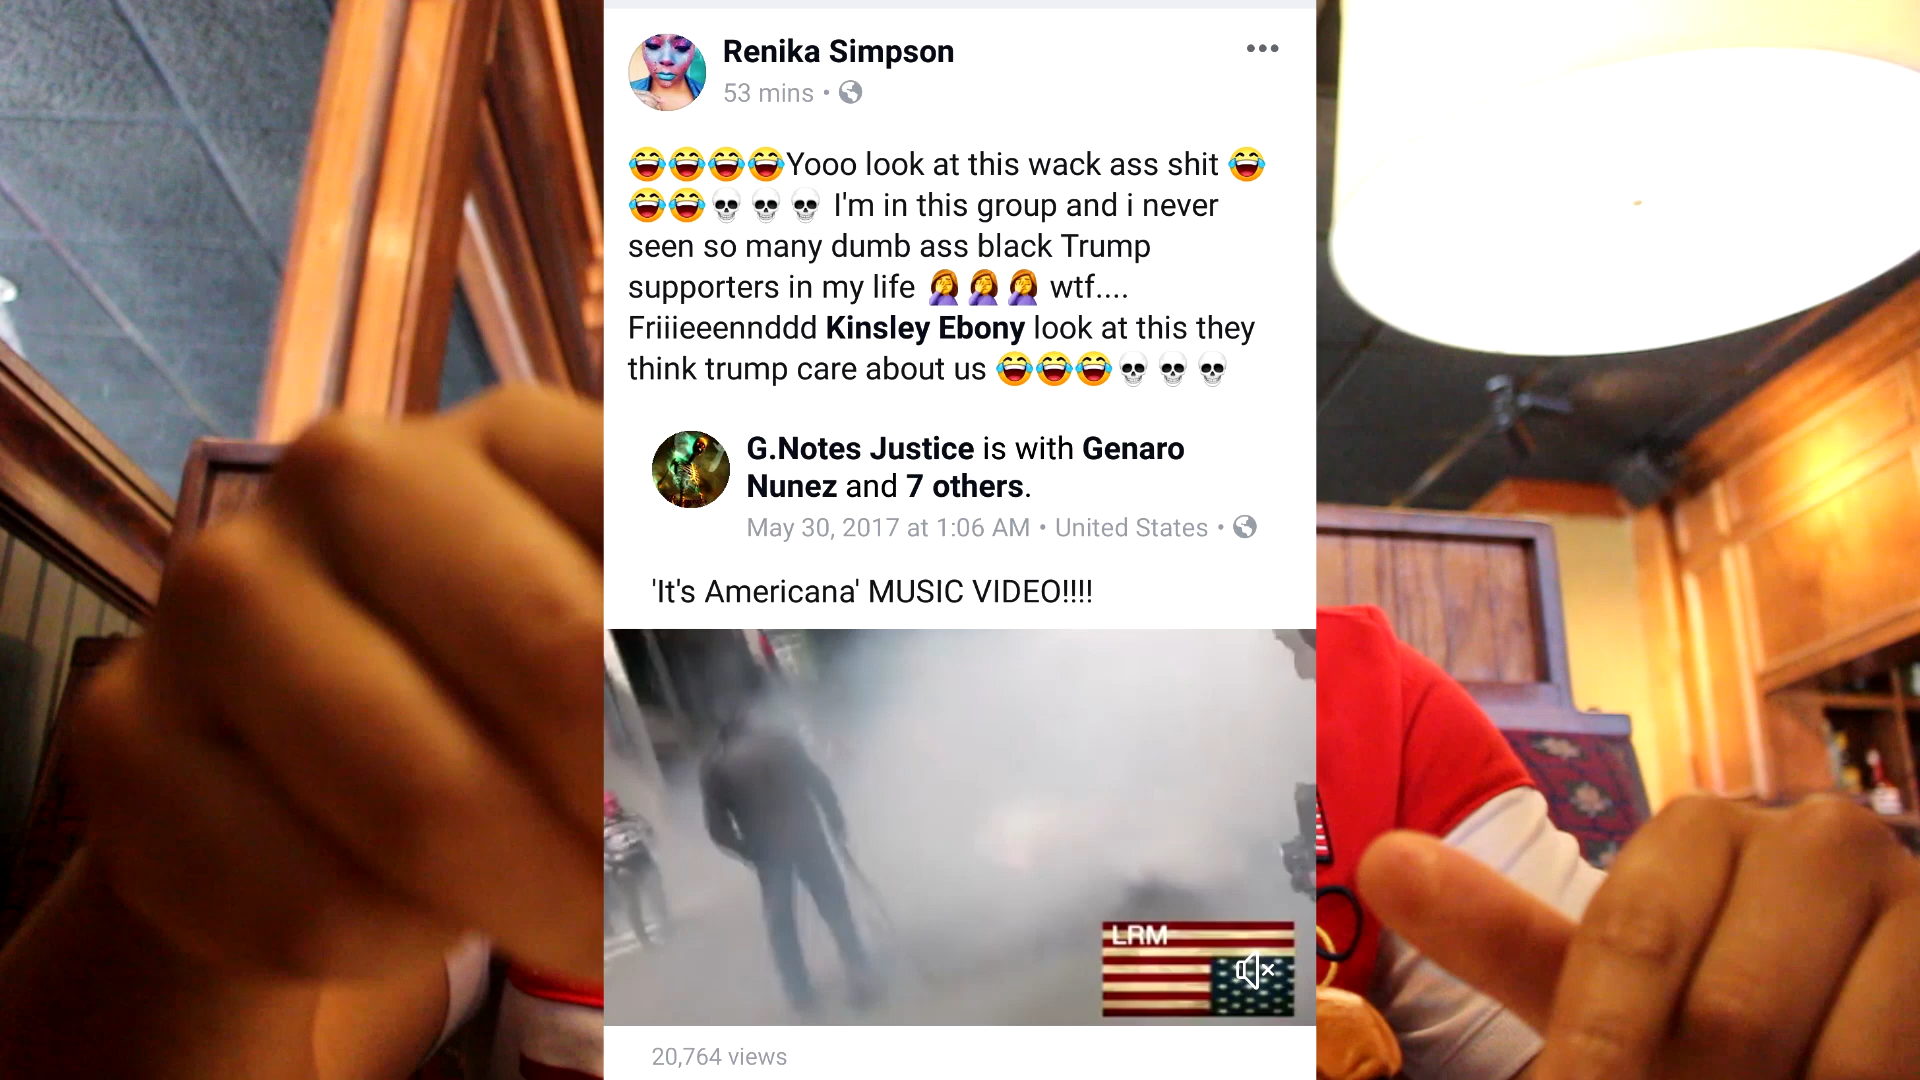 Renika Simpson
53 mins •
😂😂😂😂Yooo look at this wack ass shit 😂
😂😂💀💀💀 I'm in this group and i never
seen so many dumb ass black Trump
supporters in my life 🤦‍♀️🤦‍♀️🤦‍♀️ wtf....
Friiieeennddd Kinsley Ebony look at this they
think trump care about us 😂😂😂💀💀💀
G.Notes Justice is with Genaro
Nunez and 7 others.
May 30, 2017 at 1:06 AM • United States •
'It's Americana' MUSIC VIDEO!!!!
LRM
20,764 views